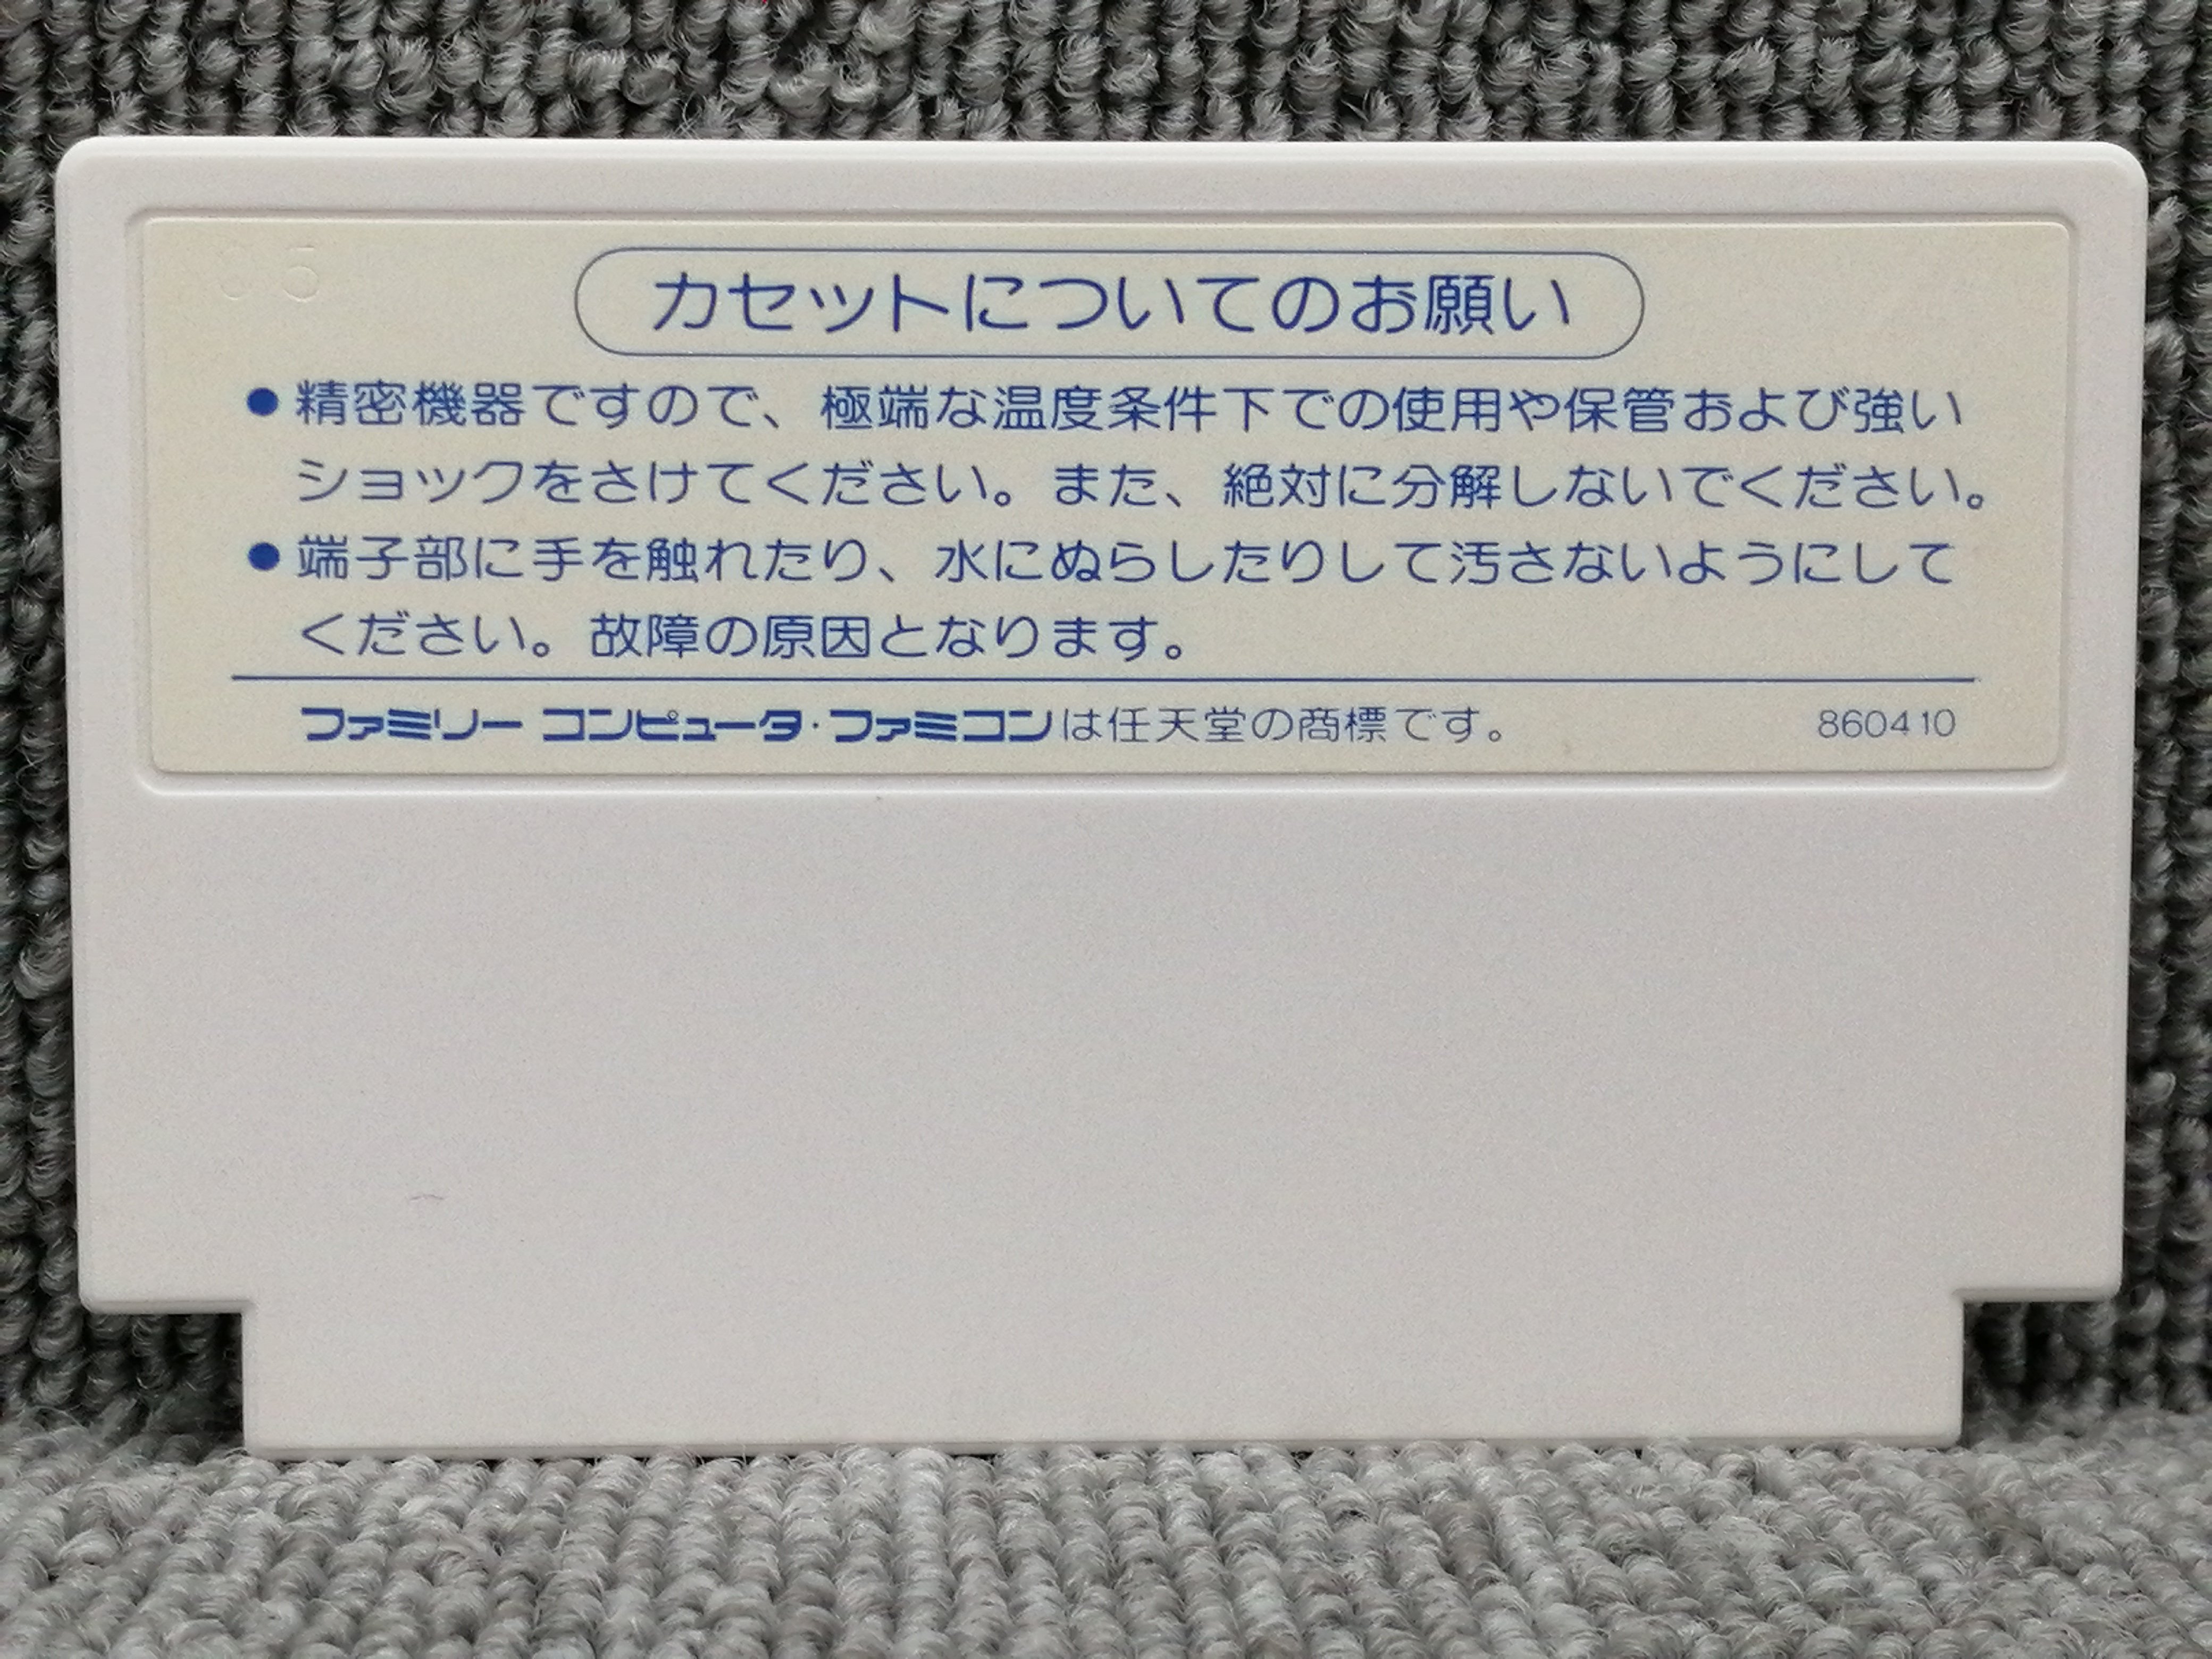 カセットについてのお願い
●精密機器ですので、極端な温度条件下での使用や保管および強い
ショックをさけてください。また、絶対に分解しないでください。
●端子部に手を触れたり、水にぬらしたりして汚さないようにして
ください。故障の原因となります。
ファミリー コンピュータ・ファミコンは任天堂の商標です。 860410